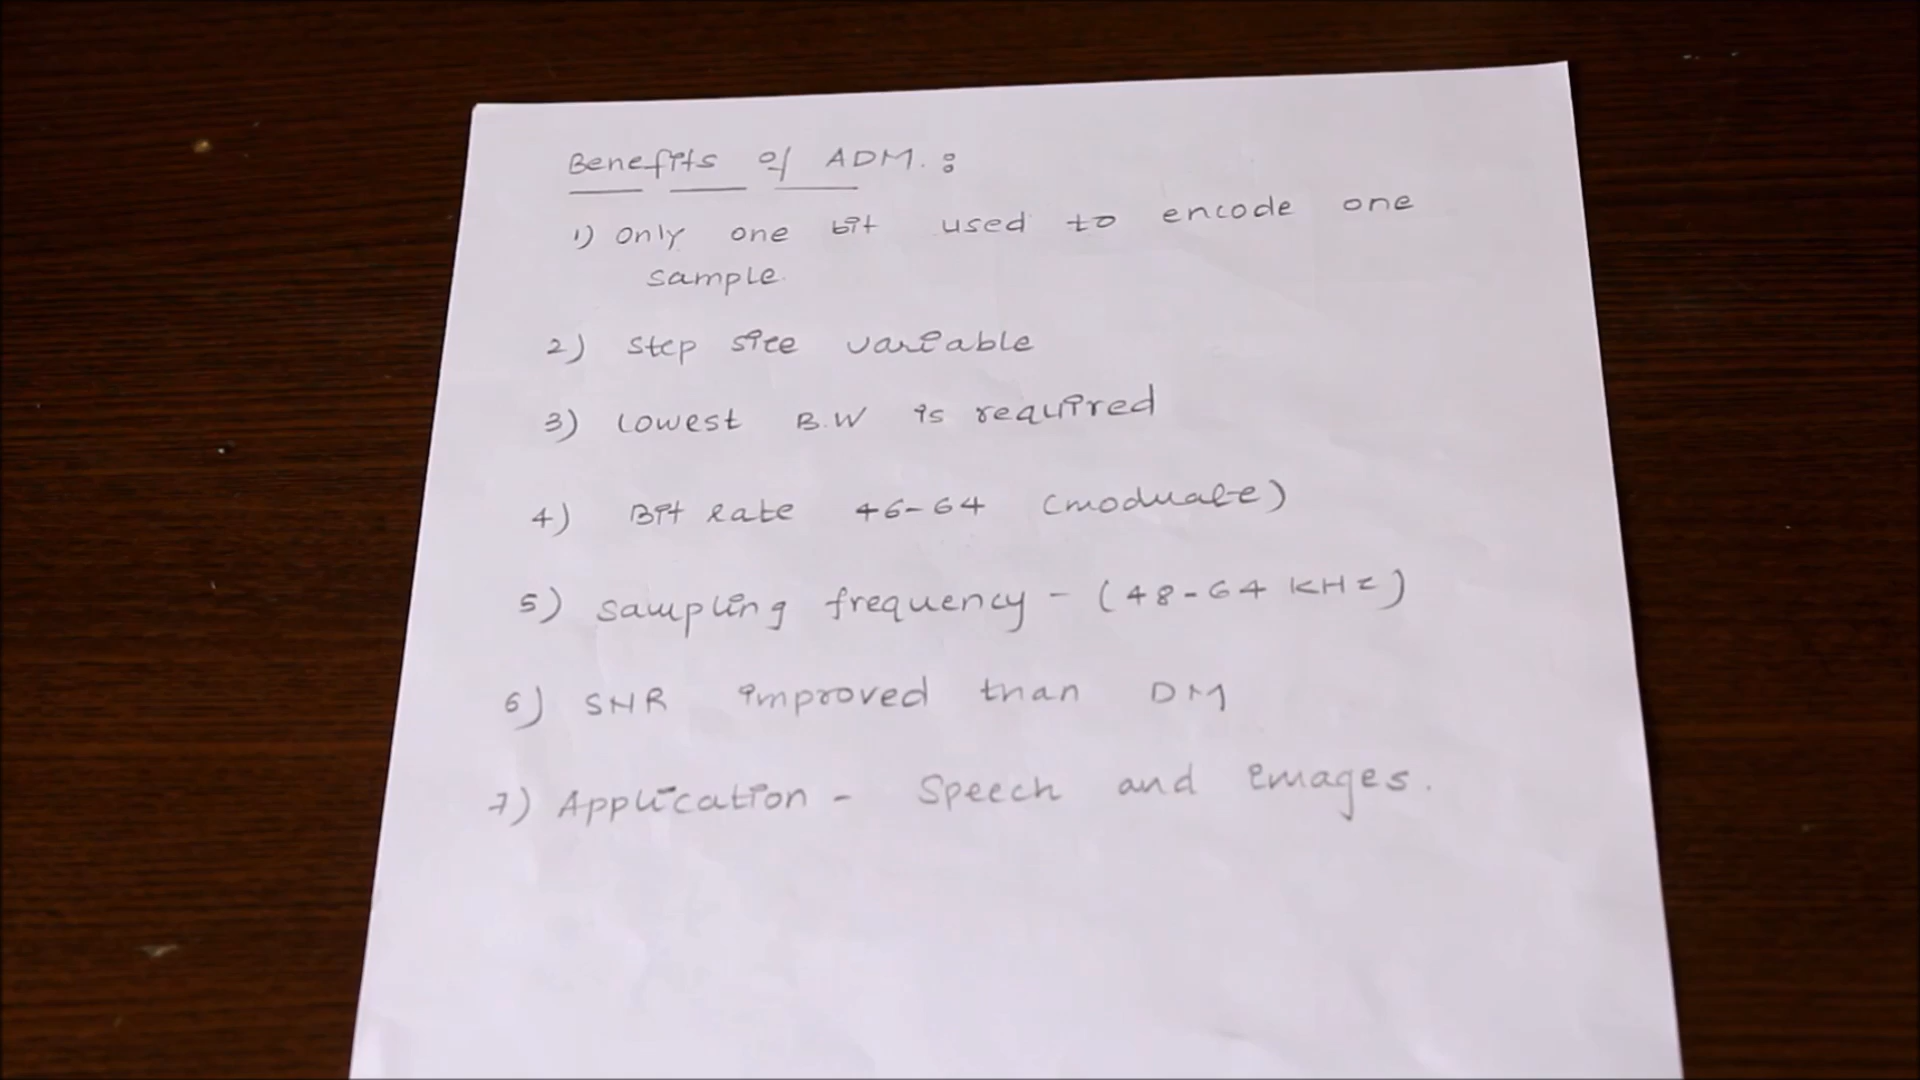 Benefits of ADM. :
1) Only one bit used to encode one
sample.
2) Step size variable
3) Lowest B.W is required
4) Bit rate 46-64 (moduate)
5) Sampling frequency - (48-64 KHz)
6) SNR improved than DM
7) Application - Speech and images.